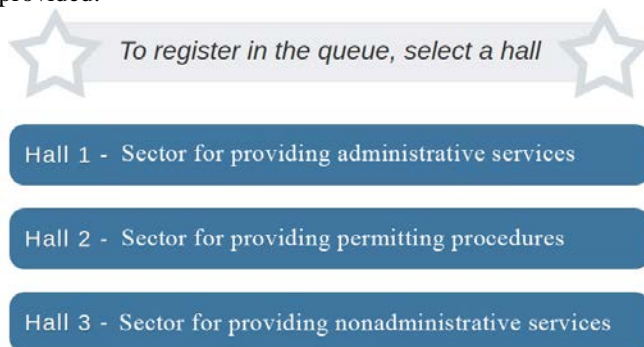 provided.
To register in the queue, select a hall
Hall 1 - Sector for providing administrative services
Hall 2 - Sector for providing permitting procedures
Hall 3 - Sector for providing nonadministrative services